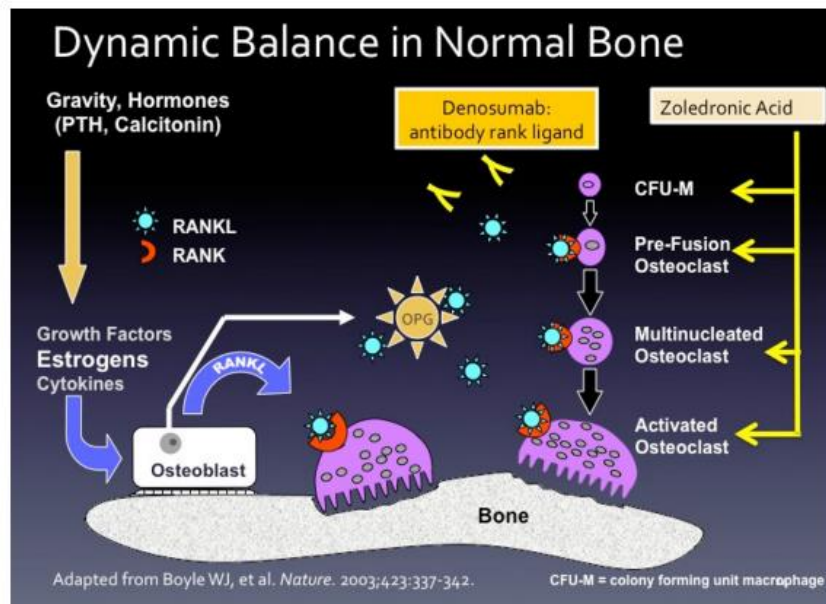 Dynamic Balance in Normal Bone
Gravity, Hormones
(PTH, Calcitonin)
Denosumab:
antibody rank ligand
Zoledronic Acid
RANKL
RANK
CFU-M
Pre-Fusion
Osteoclast
OPG
Growth Factors
Estrogens
Cytokines
RANKL
Multinucleated
Osteoclast
Activated
Osteoclast
Osteoblast
Bone
Adapted from Boyle WJ, et al. Nature. 2003;423:337-342.
CFU-M = colony forming unit macrophage